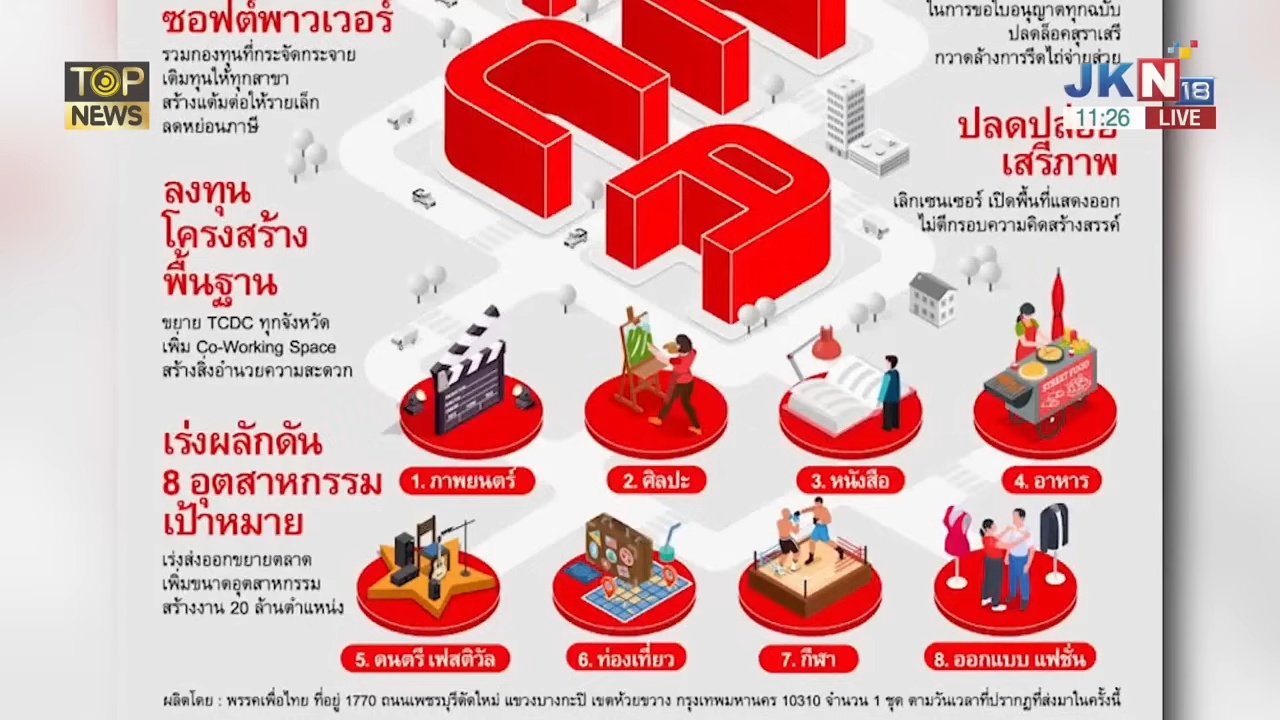 ซอฟต์พาวเวอร์
รวมกองทุนที่กระจัดกระจาย
เติมทุนให้ทุกสาขา
สร้างแต้มต่อให้รายเล็ก
ลดหย่อนภาษี
ในการขอใบอนุญาตทุกฉบับ
ปลดล็อคสุราเสรี
กวาดล้างการรีดไถ่จ่ายส่วย
TOP
NEWS
JKN18
11:26 LIVE
ปลดปล่อย
เสรีภาพ
เลิกเซนเซอร์ เปิดพื้นที่แสดงออก
ไม่ตีกรอบความคิดสร้างสรรค์
ลงทุน
โครงสร้าง
พื้นฐาน
ขยาย TCDC ทุกจังหวัด
เพิ่ม Co-Working Space
สร้างสิ่งอำนวยความสะดวก
STREET FOOD
เร่งผลักดัน
8 อุตสาหกรรม
เป้าหมาย
เร่งส่งออกขยายตลาด
เพิ่มขนาดอุตสาหกรรม
สร้างงาน 20 ล้านตำแหน่ง
1. ภาพยนตร์
2. ศิลปะ
3. หนังสือ
4. อาหาร
5. ดนตรี เฟสติวัล
6. ท่องเที่ยว
7. กีฬา
8. ออกแบบ แฟชั่น
ผลิตโดย : พรรคเพื่อไทย ที่อยู่ 1770 ถนนเพชรบุรีตัดใหม่ แขวงบางกะปิ เขตห้วยขวาง กรุงเทพมหานคร 10310 จำนวน 1 ชุด ตามวันเวลาที่ปรากฏที่ส่งมาในครั้งนี้